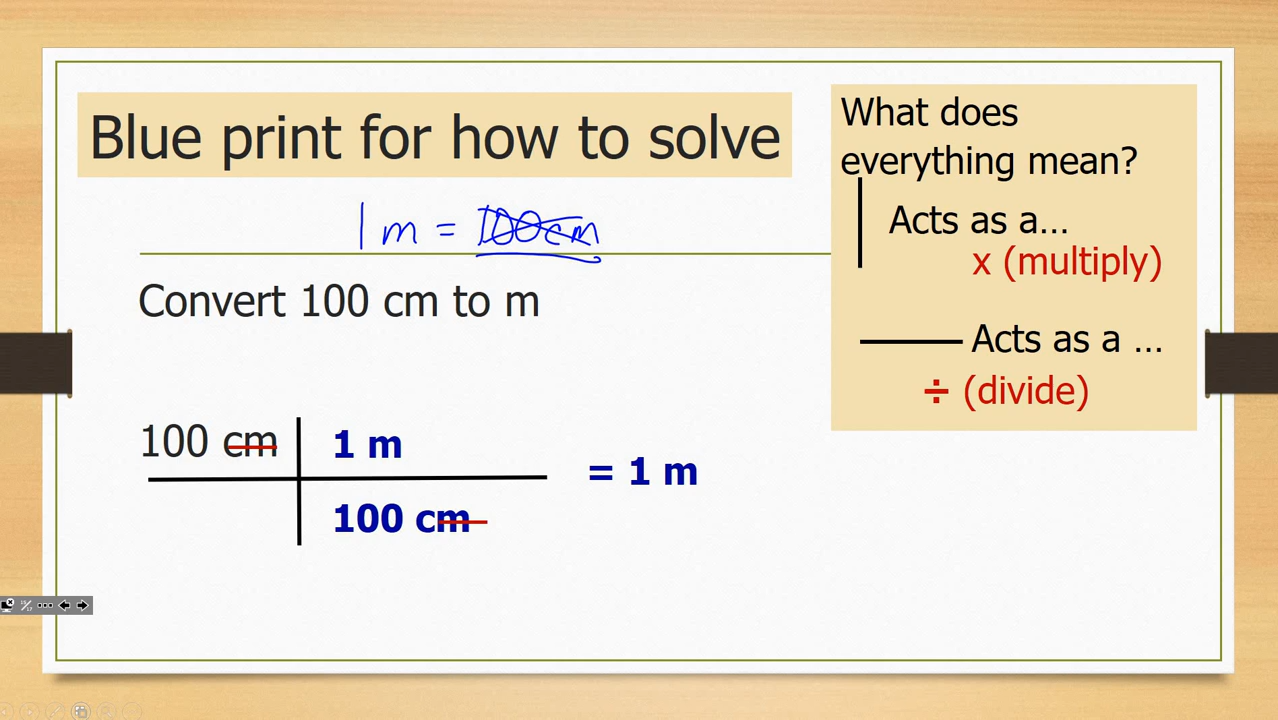 Blue print for how to solve
1 m = 100 cm
Convert 100 cm to m
100 cm 1 m
100 cm
= 1 m
What does
everything mean?
Acts as a...
x (multiply)
Acts as a ...
÷ (divide)